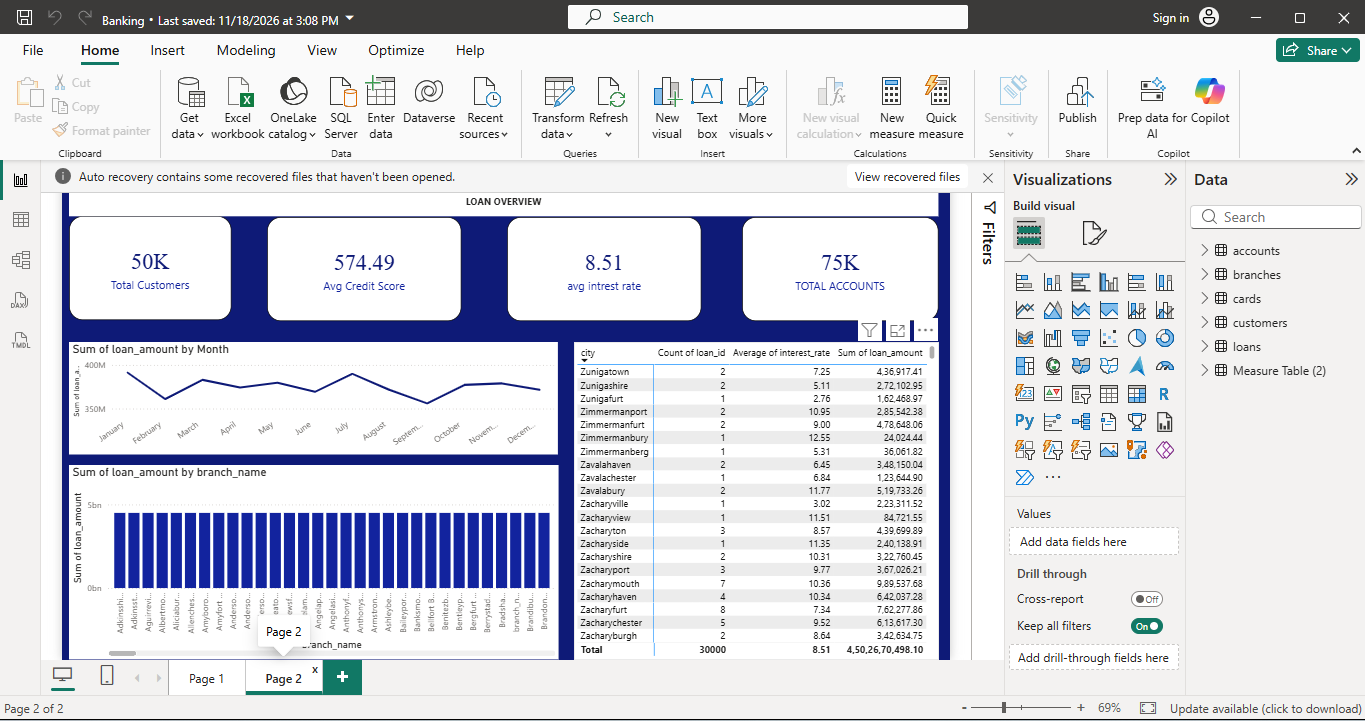 Banking • Last saved: 11/18/2026 at 3:08 PM
Search
Sign in
File Home Insert Modeling View Optimize Help
Share
Paste
Cut
Copy
Format painter
Clipboard
Get data
Excel workbook
OneLake catalog
SQL Server
Enter data
Dataverse
Recent sources
Data
Transform data
Refresh
Queries
New visual
Text box
More visuals
Insert
New visual calculation
New measure
Quick measure
Calculations
Sensitivity
Sensitivity
Publish
Share
Prep data for AI
Copilot
Copilot
Auto recovery contains some recovered files that haven't been opened.
View recovered files
LOAN OVERVIEW
50K
Total Customers
574.49
Avg Credit Score
8.51
avg intrest rate
75K
TOTAL ACCOUNTS
Sum of loan_amount by Month
Sum of loan_a...
400M
350M
January February March April May June July August Septem... October Novem... Decem...
Sum of loan_amount by branch_name
Sum of loan_amount
5bn
0bn
branch_name
city Count of loan_id Average of interest_rate Sum of loan_amount
Zunigatown 2 7.25 4,36,917.41
Zunigashire 2 5.11 2,72,102.95
Zunigafurt 1 2.76 1,62,468.97
Zimmermanport 2 10.95 2,85,542.38
Zimmermanfurt 2 9.00 4,78,648.06
Zimmermanbury 1 12.55 24,024.44
Zimmermanberg 1 5.31 36,061.82
Zavalahaven 2 6.45 3,48,150.04
Zavalachester 1 6.84 1,23,644.90
Zavalabury 2 11.77 5,19,733.26
Zacharyville 1 3.02 2,23,311.52
Zacharyview 1 11.51 84,721.55
Zacharyton 3 8.57 4,39,699.89
Zacharyside 1 11.35 2,40,138.91
Zacharyshire 2 10.31 3,22,760.45
Zacharyport 3 9.77 3,67,026.21
Zacharymouth 7 10.36 9,89,537.68
Zacharyhaven 4 10.34 6,42,037.28
Zacharyfurt 8 7.34 7,62,277.86
Zacharychester 5 9.52 6,13,617.30
Zacharyburgh 2 8.64 3,42,634.75
Total 30000 8.51 4,50,26,70,498.10
Filters
Visualizations
Build visual
Values
Add data fields here
Drill through
Cross-report
Off
Keep all filters
On
Add drill-through fields here
Data
Search
accounts
branches
cards
customers
loans
Measure Table (2)
DAX
TMDL
Page 2
Page 1
Page 2
Page 2 of 2
69%
Update available (click to download)